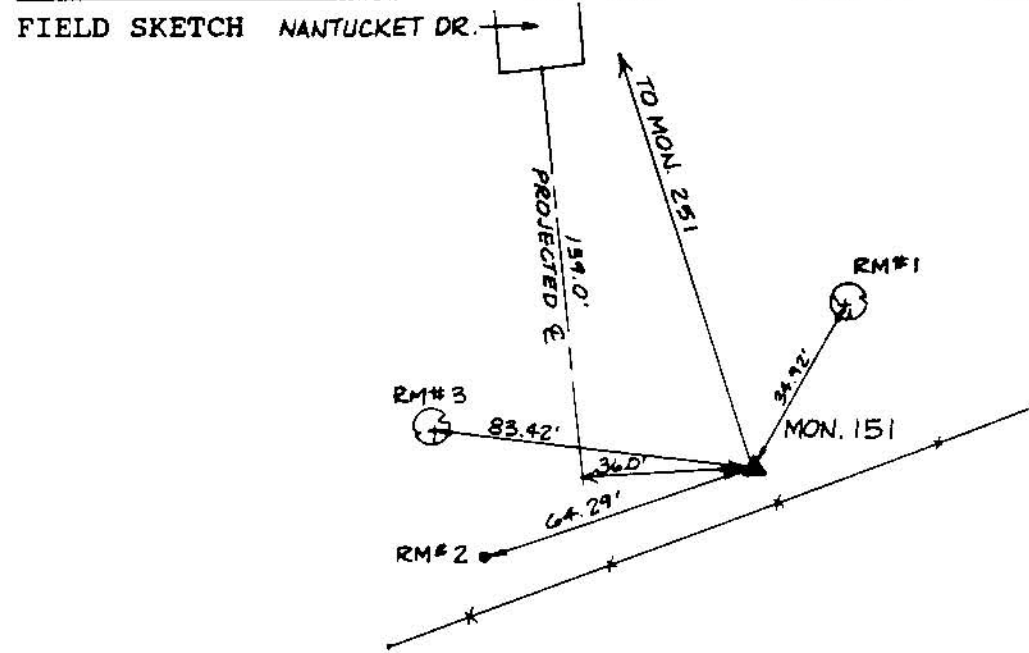 FIELD SKETCH NANTUCKET DR.
TO MON. 251
159.0'
PROJECTED ℄
RM#1
34.92'
RM#3
83.42'
MON. 151
36.0'
64.29'
RM#2